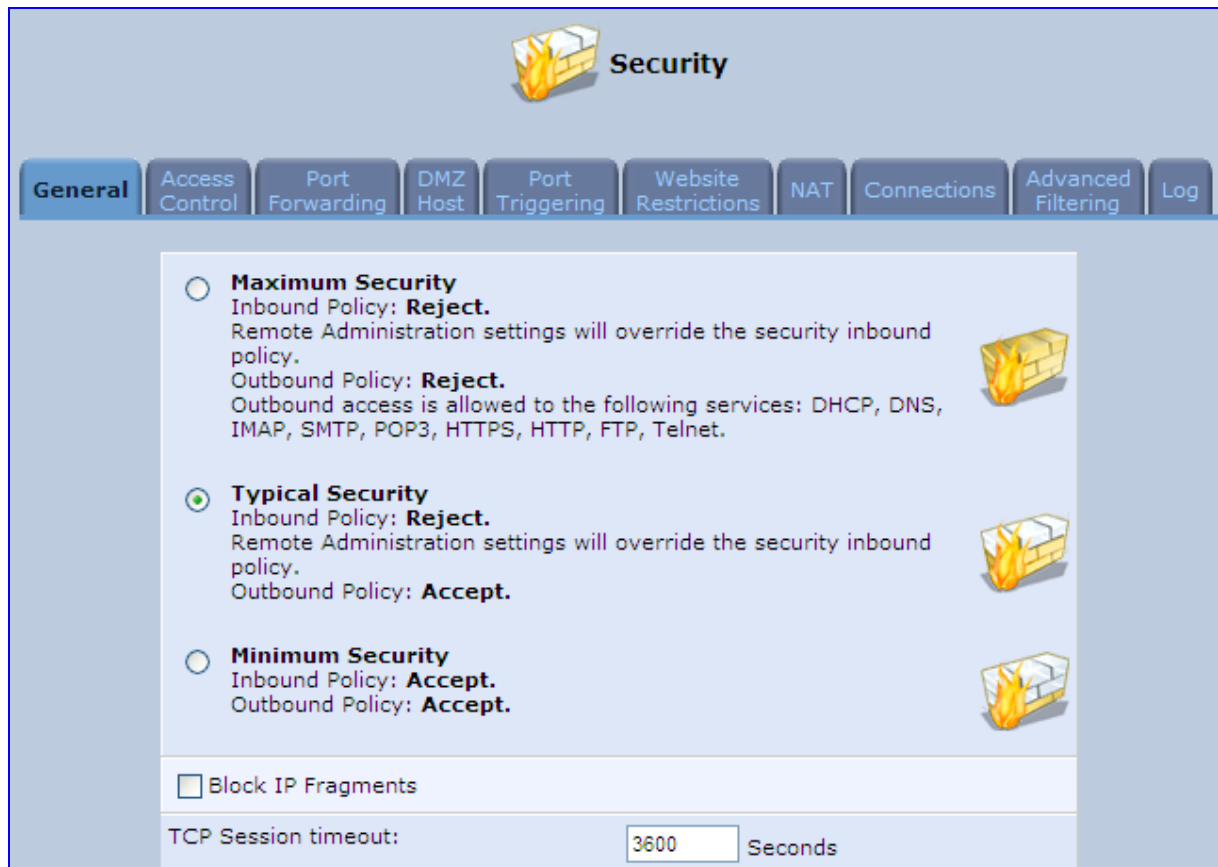 Security
General
Access Control
Port Forwarding
DMZ Host
Port Triggering
Website Restrictions
NAT
Connections
Advanced Filtering
Log
Maximum Security
Inbound Policy: Reject.
Remote Administration settings will override the security inbound
policy.
Outbound Policy: Reject.
Outbound access is allowed to the following services: DHCP, DNS,
IMAP, SMTP, POP3, HTTPS, HTTP, FTP, Telnet.
Typical Security
Inbound Policy: Reject.
Remote Administration settings will override the security inbound
policy.
Outbound Policy: Accept.
Minimum Security
Inbound Policy: Accept.
Outbound Policy: Accept.
Block IP Fragments
TCP Session timeout: 3600 Seconds